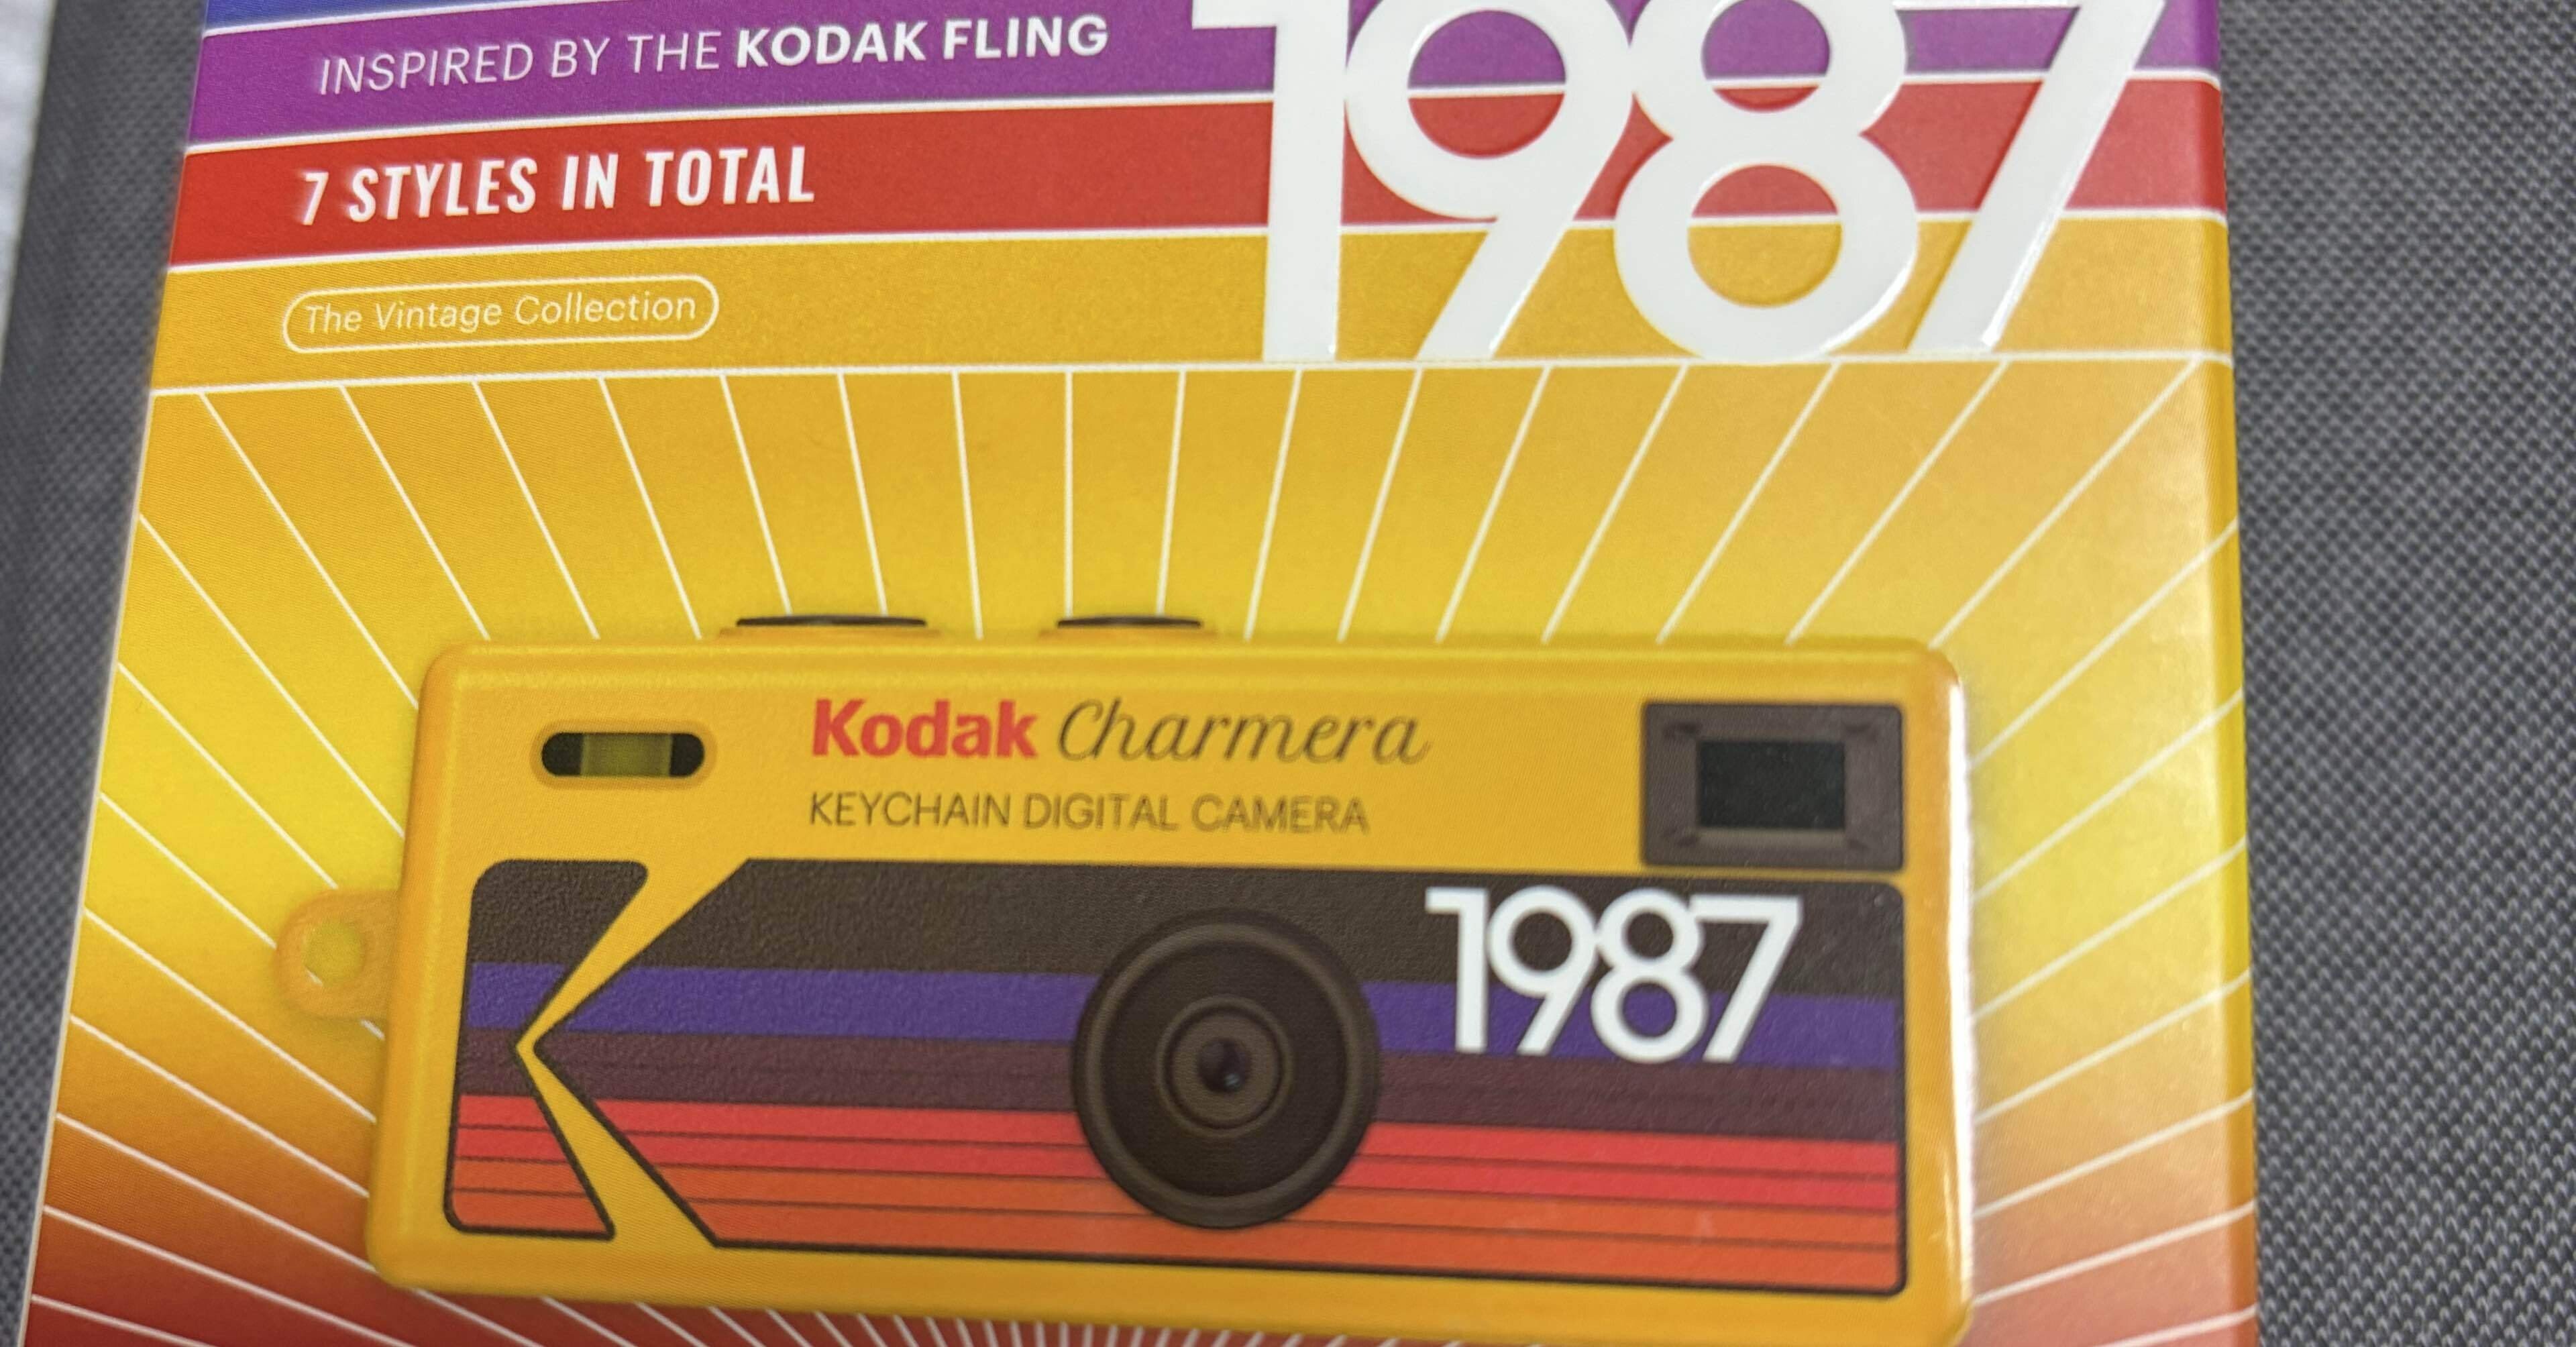 INSPIRED BY THE KODAK FLING
1987
7 STYLES IN TOTAL
The Vintage Collection
Kodak Charmera
KEYCHAIN DIGITAL CAMERA
1987